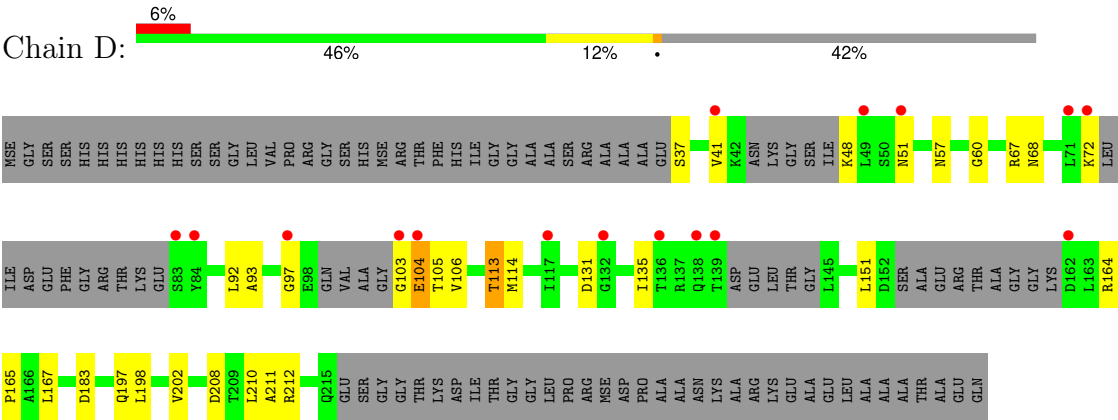 6%
Chain D:
46% 12% • 42%
MSE GLY SER SER HIS HIS HIS HIS HIS HIS SER SER GLY LEU VAL PRO ARG GLY SER HIS MSE ARG THR PHE HIS ILE GLY GLY ALA ALA SER ARG ALA ALA ALA GLU S37 V41 K42 ASN LYS GLY SER ILE K48 L49 S50 N51 N57 G60 R67 N68 L71 K72 LEU
ILE ASP GLU PHE GLY ARG THR LYS GLU S83 Y84 L92 A93 G97 E98 GLN VAL ALA GLY G103 E104 T105 V106 T113 M114 I117 D131 G132 I135 T136 R137 Q138 T139 ASP GLU LEU THR GLY L145 L151 D152 SER ALA GLU ARG THR ALA GLY GLY LYS D162 L163 R164
P165 A166 L167 D183 Q197 L198 V202 D208 T209 L210 A211 R212 Q215 GLU SER GLY GLY THR LYS ASP ILE THR GLY GLY LEU PRO ARG MSE ASP PRO ALA ALA ASN LYS ALA ARG LYS GLU ALA GLU LEU ALA ALA ALA THR ALA GLU GLN